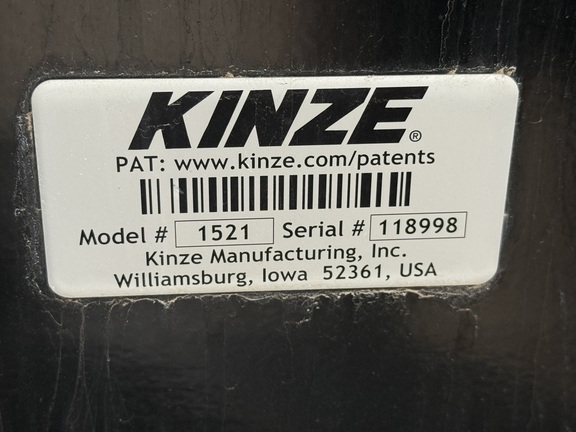 KINZE®
PAT: www.kinze.com/patents
Model # 1521 Serial # 118998
Kinze Manufacturing, Inc.
Williamsburg, Iowa 52361, USA